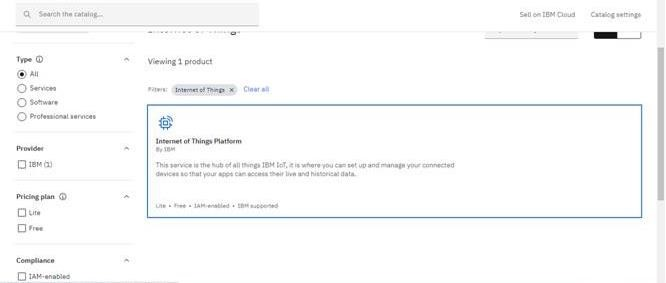 Search the catalog...
Sell on IBM Cloud
Catalog settings
Type
All
Services
Software
Professional services
Provider
IBM (1)
Pricing plan
Lite
Free
Compliance
IAM-enabled
Internet of Things
Viewing 1 product
Filters: Internet of Things × Clear all
Internet of Things Platform
By IBM
This service is the hub of all things IBM IoT, it is where you can set up and manage your connected
devices so that your apps can access their live and historical data.
Lite • Free • IAM-enabled • IBM supported